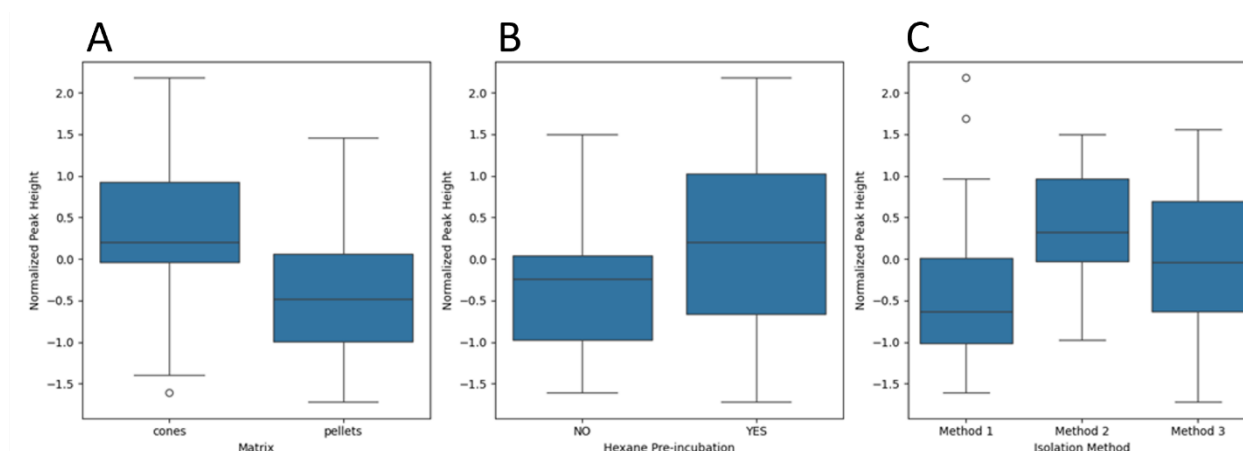 A
Normalized Peak Height
2.0
1.5
1.0
0.5
0.0
−0.5
−1.0
−1.5
cones pellets
Matrix
B
Normalized Peak Height
2.0
1.5
1.0
0.5
0.0
−0.5
−1.0
−1.5
NO YES
Hexane Pre-incubation
C
Normalized Peak Height
2.0
1.5
1.0
0.5
0.0
−0.5
−1.0
−1.5
Method 1 Method 2 Method 3
Isolation Method